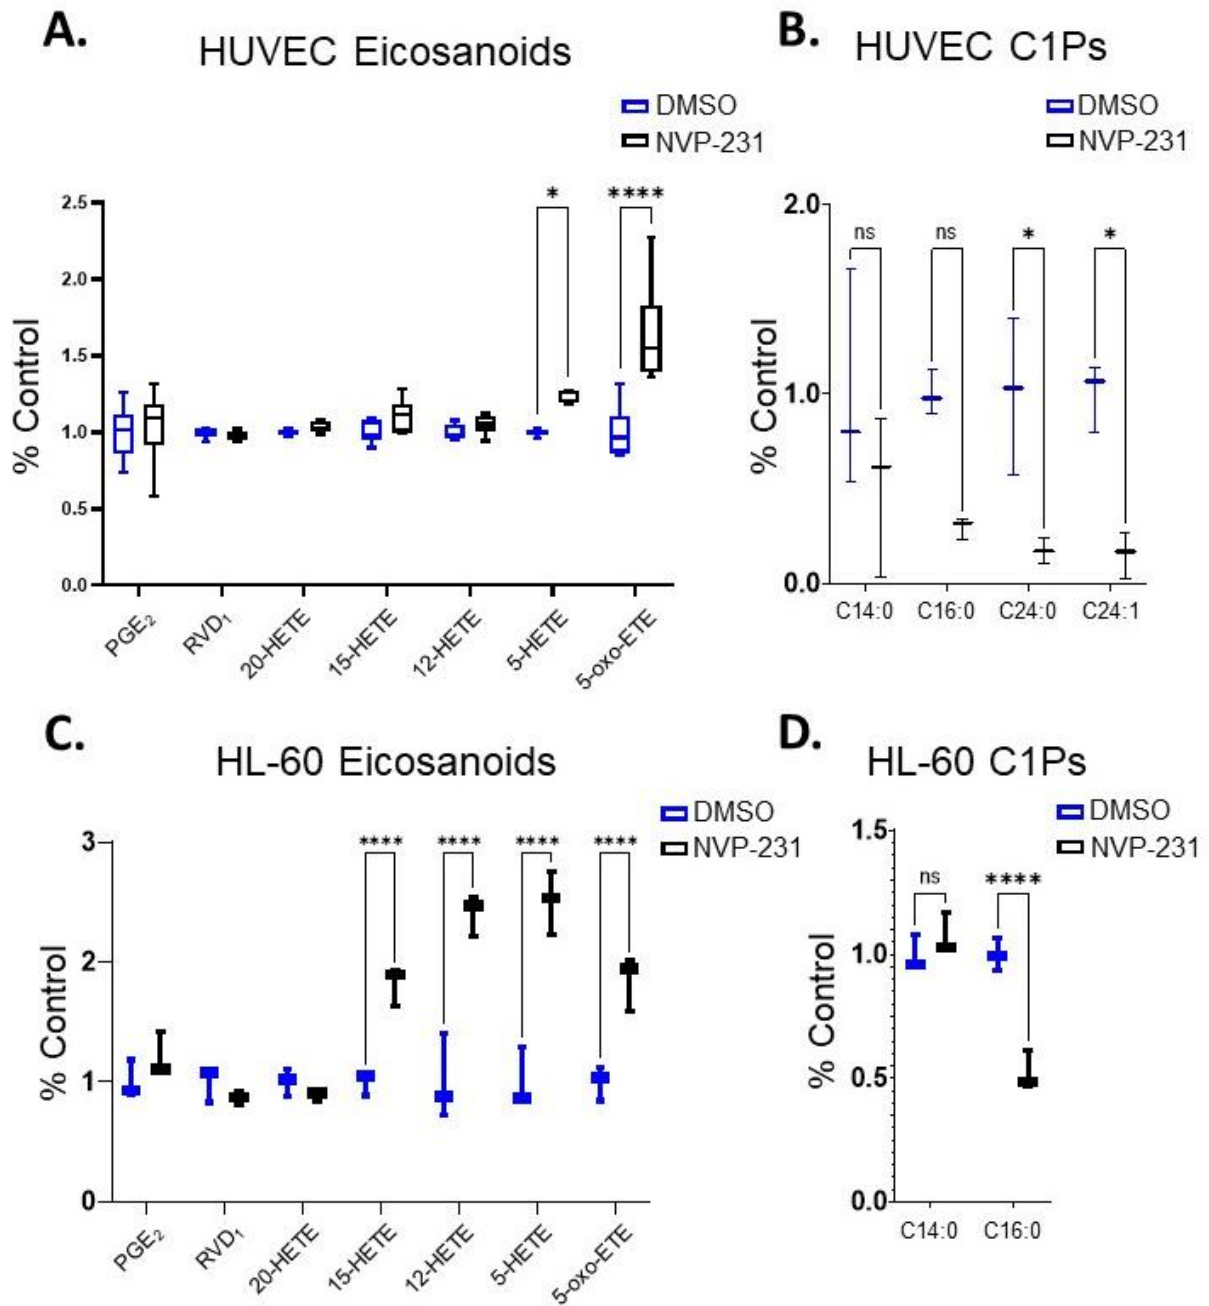 A.
HUVEC Eicosanoids
DMSO
NVP-231
% Control
2.5
2.0
1.5
1.0
0.5
0.0
*
****
PGE₂
RVD₁
20-HETE
15-HETE
12-HETE
5-HETE
5-oxo-ETE
B.
HUVEC C1Ps
DMSO
NVP-231
% Control
2.0
1.0
0.0
ns
ns
*
*
C14:0
C16:0
C24:0
C24:1
C.
HL-60 Eicosanoids
DMSO
NVP-231
% Control
3
2
1
0
****
****
****
****
PGE₂
RVD₁
20-HETE
15-HETE
12-HETE
5-HETE
5-oxo-ETE
D.
HL-60 C1Ps
DMSO
NVP-231
% Control
1.5
1.0
0.5
0.0
ns
****
C14:0
C16:0